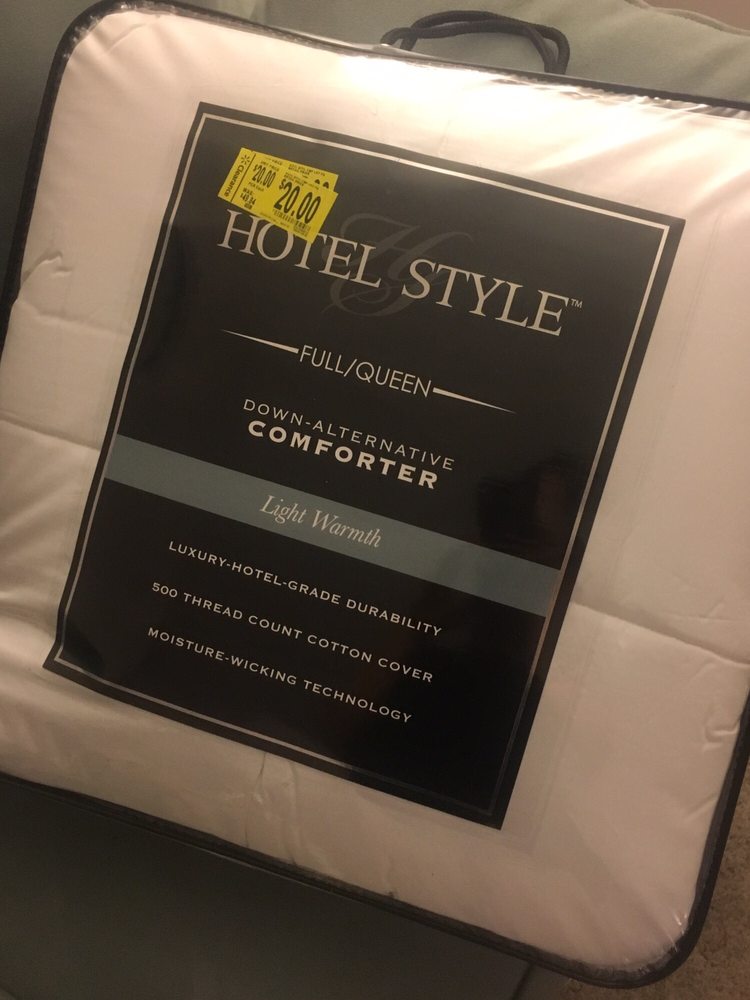 Clearance
$20.00
$20.00
HOTEL STYLE™
FULL/QUEEN
DOWN-ALTERNATIVE
COMFORTER
Light Warmth
LUXURY-HOTEL-GRADE DURABILITY
500 THREAD COUNT COTTON COVER
MOISTURE-WICKING TECHNOLOGY